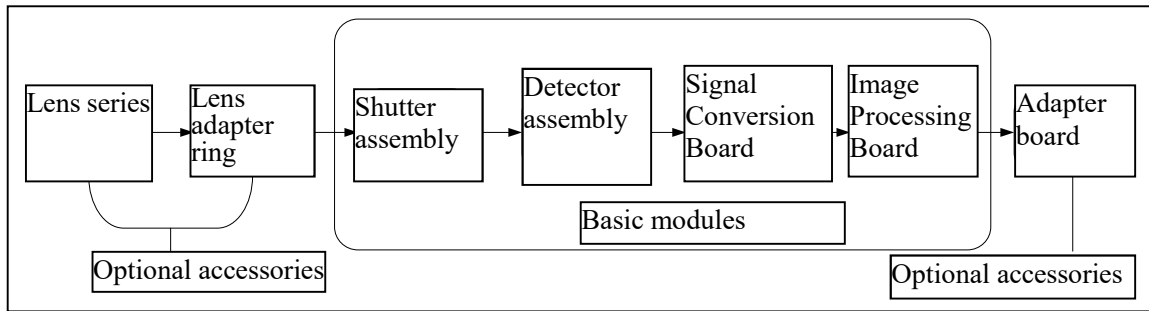 Lens series
Lens
adapter
ring
Shutter
assembly
Detector
assembly
Signal
Conversion
Board
Image
Processing
Board
Adapter
board
Basic modules
Optional accessories
Optional accessories